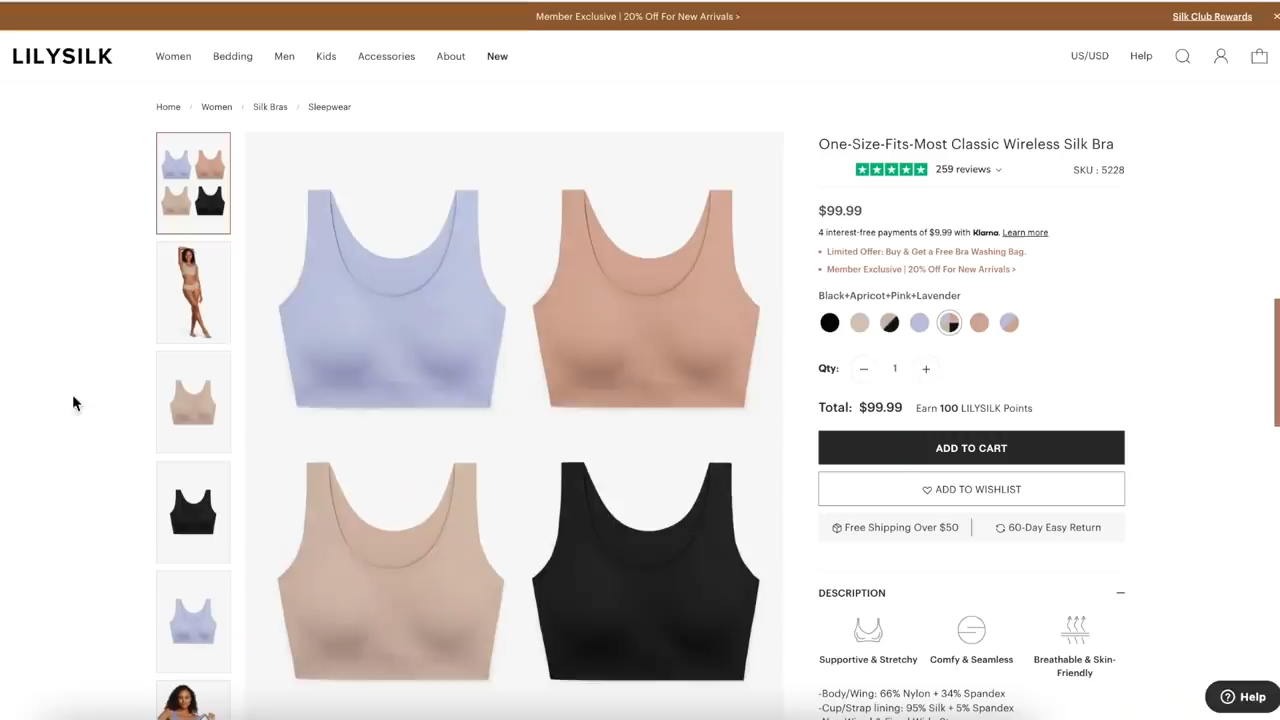 Member Exclusive | 20% Off For New Arrivals >
Silk Club Rewards
LILYSILK
Women
Bedding
Men
Kids
Accessories
About
New
US/USD
Help
Home / Women / Silk Bras / Sleepwear
One-Size-Fits-Most Classic Wireless Silk Bra
259 reviews
SKU : 5228
$99.99
4 interest-free payments of $9.99 with Klarna. Learn more
Limited Offer: Buy & Get a Free Bra Washing Bag.
Member Exclusive | 20% Off For New Arrivals >
Black+Apricot+Pink+Lavender
Qty: − 1 +
Total: $99.99 Earn 100 LILYSILK Points
ADD TO CART
ADD TO WISHLIST
Free Shipping Over $50
60-Day Easy Return
DESCRIPTION
Supportive & Stretchy
Comfy & Seamless
Breathable & Skin-
Friendly
-Body/Wing: 66% Nylon + 34% Spandex
-Cup/Strap lining: 95% Silk + 5% Spandex
Help